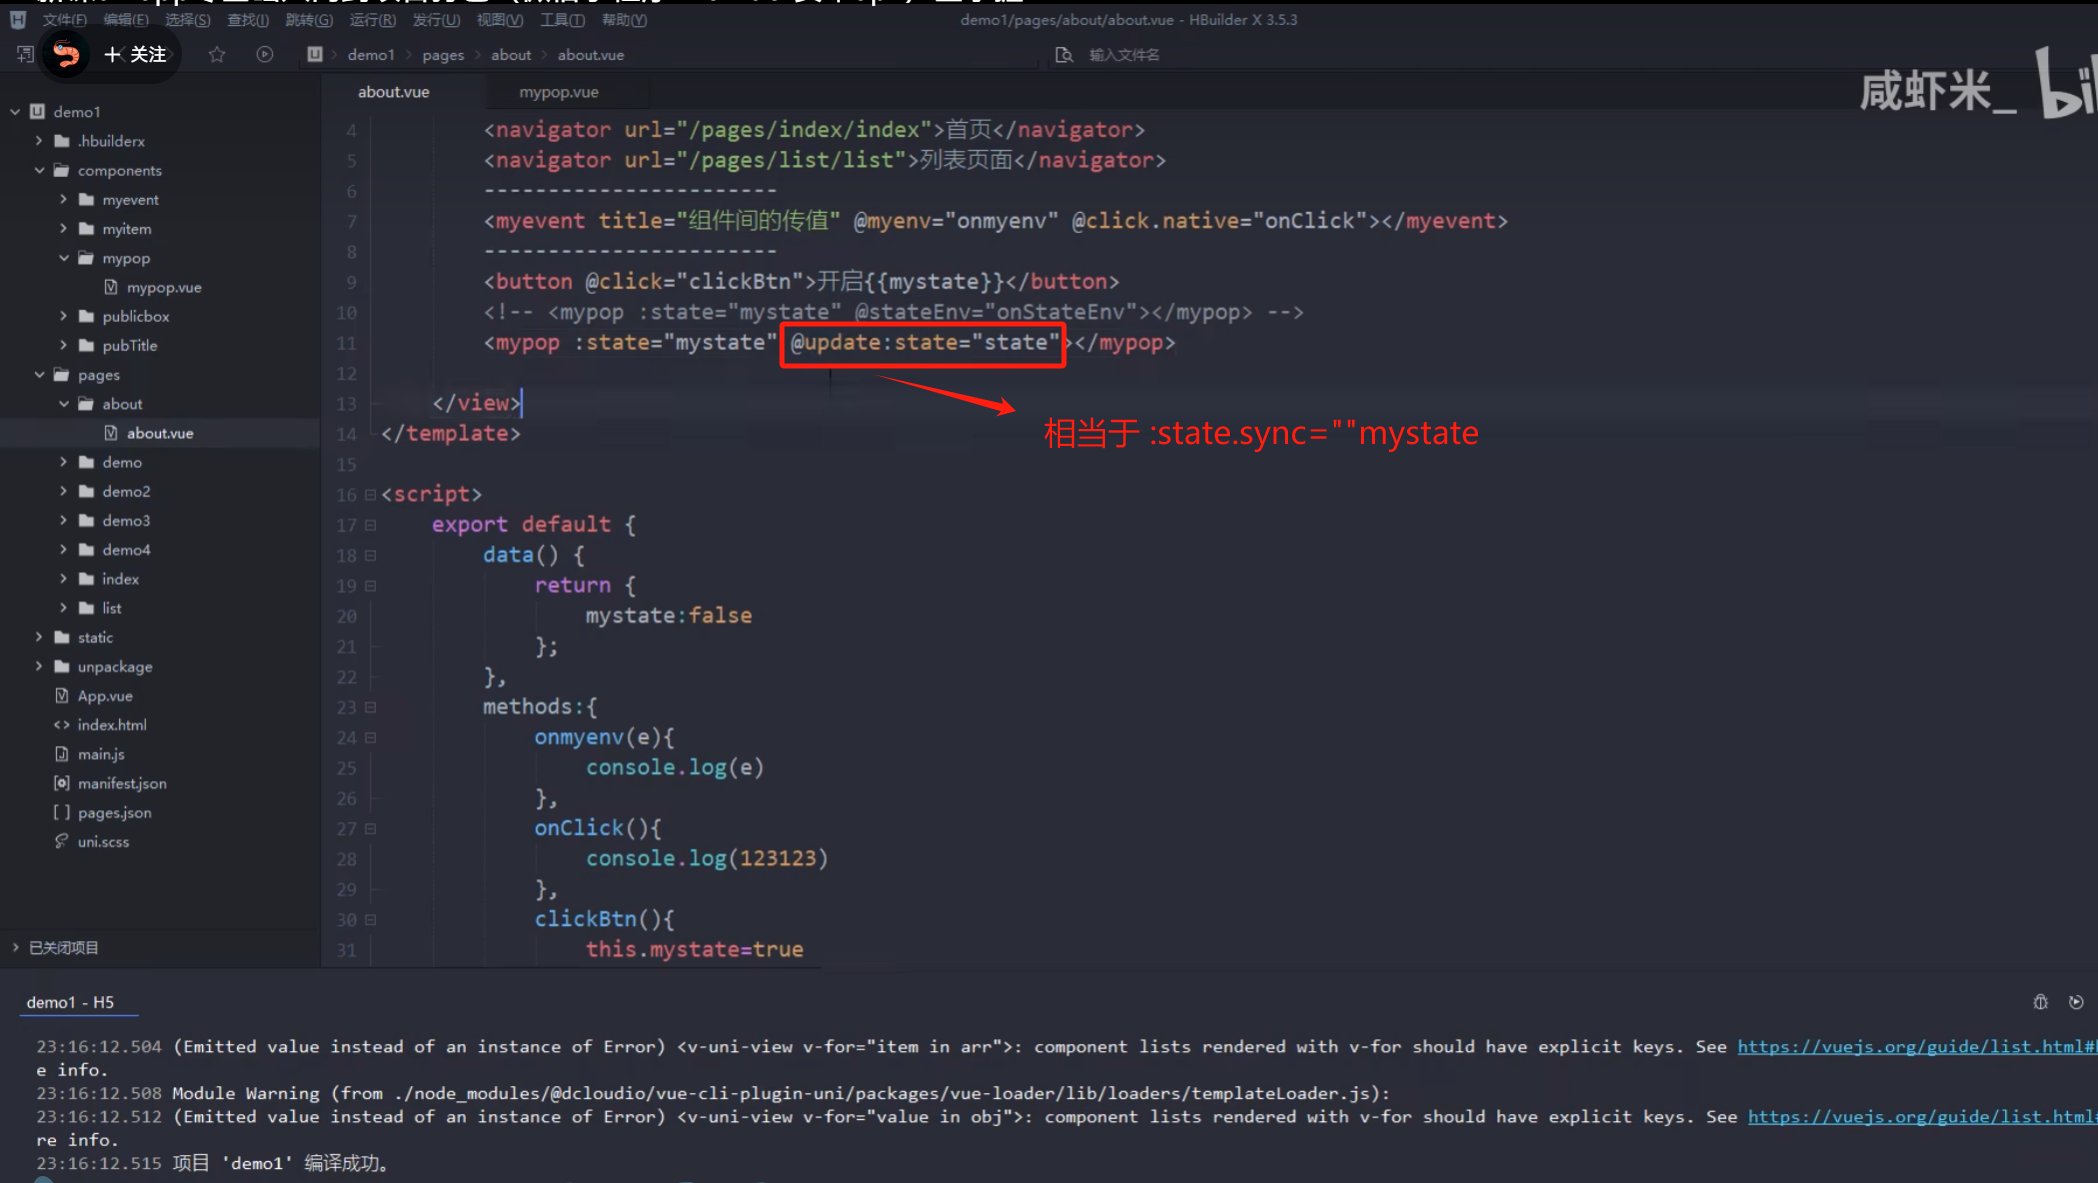 文件(F) 编辑(E) 选择(S) 查找(I) 跳转(G) 运行(R) 发行(U) 视图(V) 工具(T) 帮助(Y)
demo1/pages/about/about.vue - HBuilder X 3.5.3
+ 关注
demo1 > pages > about > about.vue
输入文件名
咸虾米_
about.vue
mypop.vue
demo1
.hbuilderx
components
myevent
myitem
mypop
mypop.vue
publicbox
pubTitle
pages
about
about.vue
demo
demo2
demo3
demo4
index
list
static
unpackage
App.vue
index.html
main.js
manifest.json
pages.json
uni.scss
已关闭项目
4 <navigator url="/pages/index/index">首页</navigator>
5 <navigator url="/pages/list/list">列表页面</navigator>
6 -----------------------
7 <myevent title="组件间的传值" @myenv="onmyenv" @click.native="onClick"></myevent>
8 -----------------------
9 <button @click="clickBtn">开启{{mystate}}</button>
10 <!-- <mypop :state="mystate" @stateEnv="onStateEnv"></mypop> -->
11 <mypop :state="mystate" @update:state="state"></mypop>
12
13 </view>
相当于 :state.sync=""mystate
14 </template>
15
16 <script>
17 export default {
18 data() {
19 return {
20 mystate:false
21 };
22 },
23 methods:{
24 onmyenv(e){
25 console.log(e)
26 },
27 onClick(){
28 console.log(123123)
29 },
30 clickBtn(){
31 this.mystate=true
demo1 - H5
23:16:12.504 (Emitted value instead of an instance of Error) <v-uni-view v-for="item in arr">: component lists rendered with v-for should have explicit keys. See https://vuejs.org/guide/list.html#
e info.
23:16:12.508 Module Warning (from ./node_modules/@dcloudio/vue-cli-plugin-uni/packages/vue-loader/lib/loaders/templateLoader.js):
23:16:12.512 (Emitted value instead of an instance of Error) <v-uni-view v-for="value in obj">: component lists rendered with v-for should have explicit keys. See https://vuejs.org/guide/list.html
re info.
23:16:12.515 项目 'demo1' 编译成功。